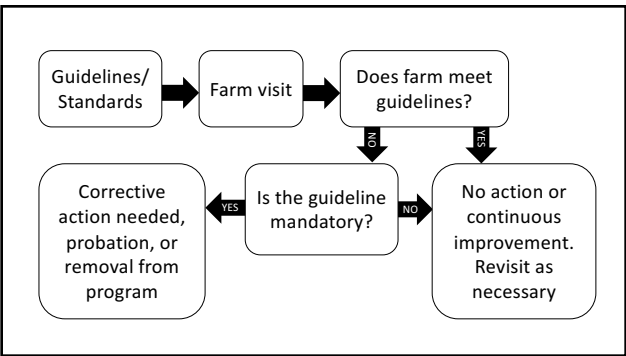 Guidelines/
Standards
Farm visit
Does farm meet
guidelines?
NO
YES
Corrective
action needed,
probation, or
removal from
program
YES
Is the guideline
mandatory?
NO
No action or
continuous
improvement.
Revisit as
necessary